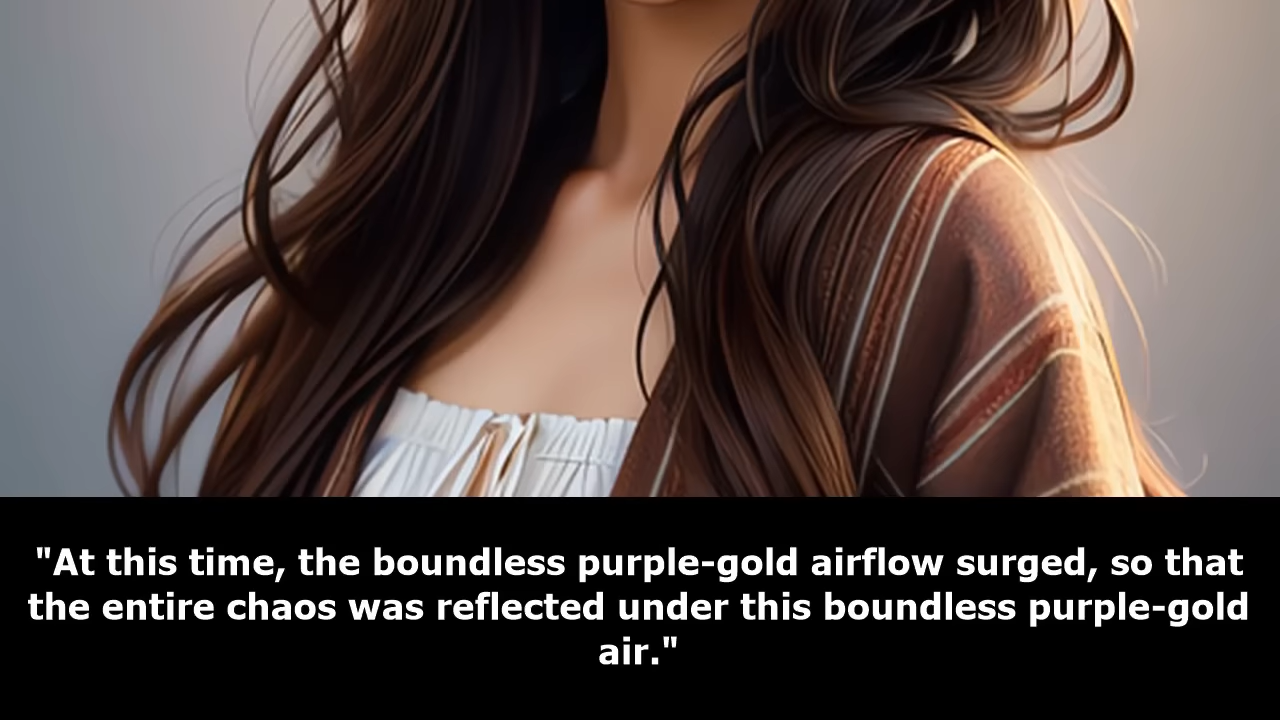 "At this time, the boundless purple-gold airflow surged, so that
the entire chaos was reflected under this boundless purple-gold
air."